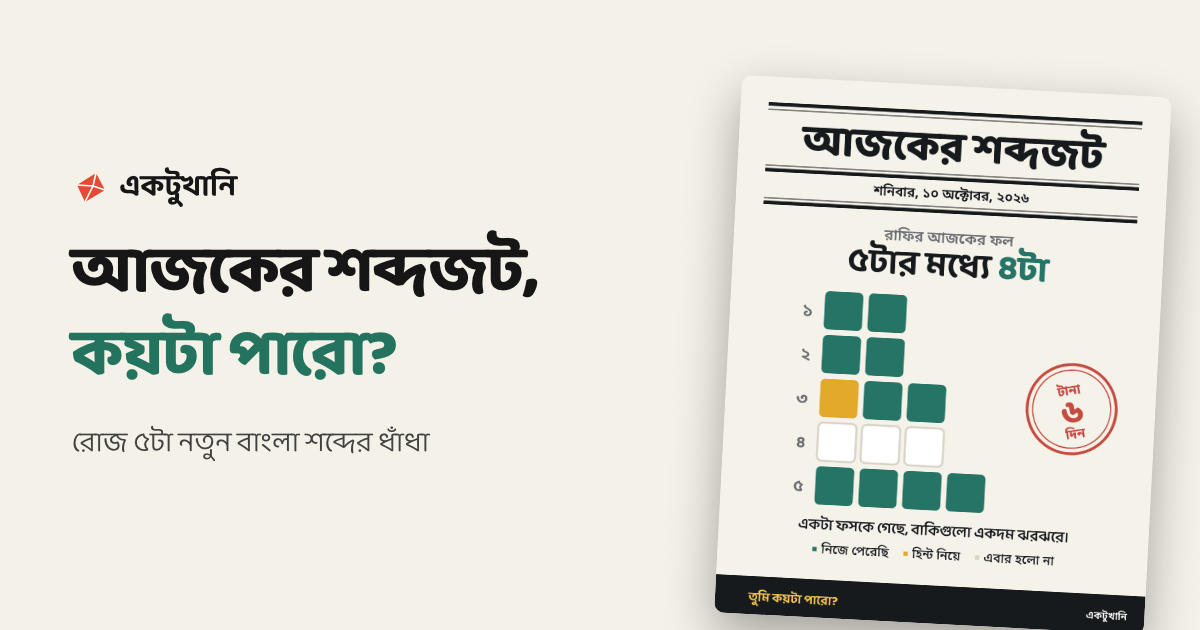 একটুখানি
আজকের শব্দজট,
কয়টা পারো?
রোজ ৫টা নতুন বাংলা শব্দের ধাঁধা
আজকের শব্দজট
শনিবার, ১০ অক্টোবর, ২০২৬
রাফির আজকের ফল
৫টার মধ্যে ৪টা
১
২
৩
৪
৫
টানা
৬
দিন
একটা ফসকে গেছে, বাকিগুলো একদম ঝরঝরে।
নিজে পেরেছি হিন্ট নিয়ে এবার হলো না
তুমি কয়টা পারো?
একটুখানি